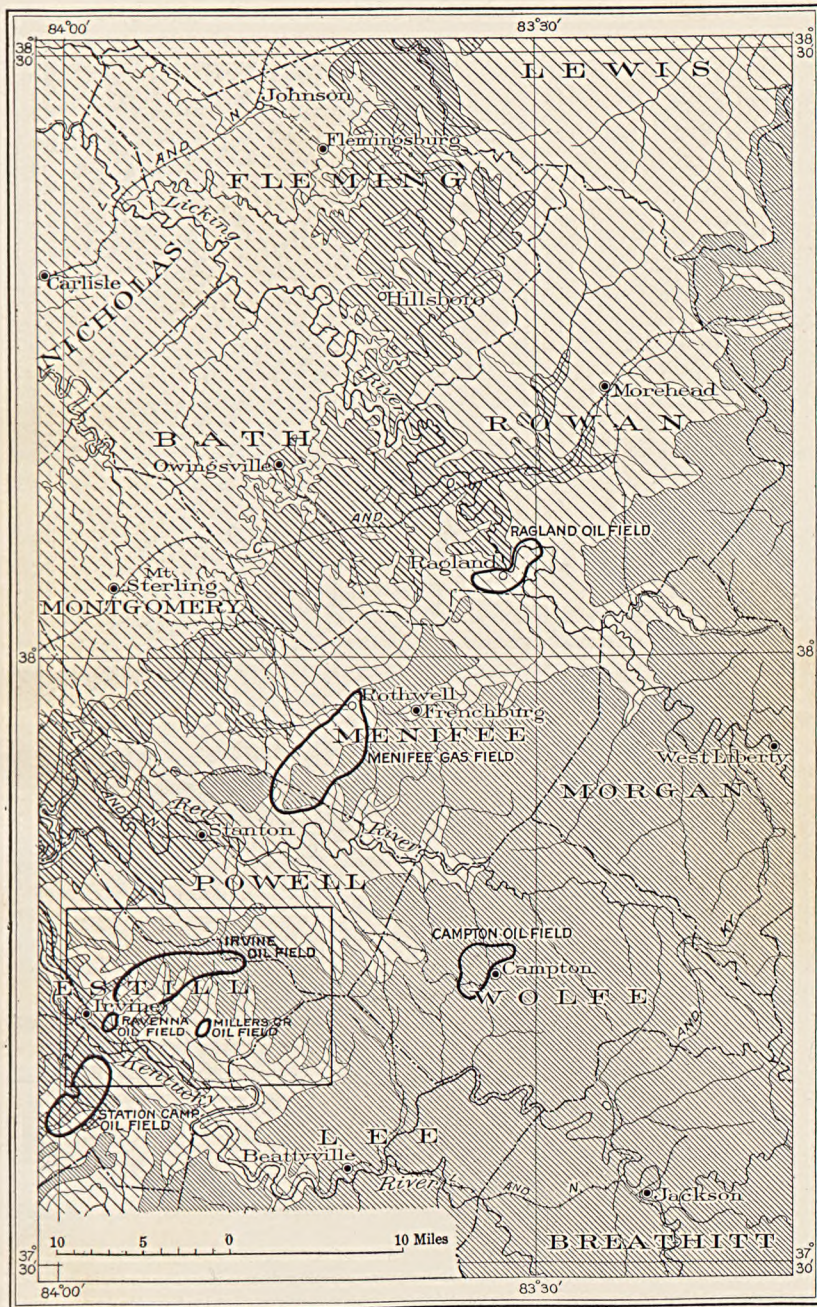 84°00'
83°30'
38°
30
38
30
LEWIS
Johnson
AND N
Flemingsburg
FLEMING
Licking
Carlisle
NICHOLAS
Hillsboro
River
Morehead
ROWAN
BATH
Owingsville
C.
AND
O.
RAGLAND OIL FIELD
Ragland
Mt.
Sterling
MONTGOMERY
38°
38°
Rothwell
Frenchburg
MENIFEE
MENIFEE GAS FIELD
West Liberty
MORGAN
AND N
Red
Stanton
River
POWELL
CAMPTON OIL FIELD
IRVINE
OIL FIELD
Campton
ESTILL
WOLFE
Irvine
RAVENNA
OIL FIELD
MILLERS CR.
OIL FIELD
KY.
AND
Kentucky
STATION CAMP
OIL FIELD
LEE
Beattyville
River
L.
AND
N.
Jackson
BREATHITT
10 5 0 10 Miles
37°
30
37°
30
84°00'
83°30'